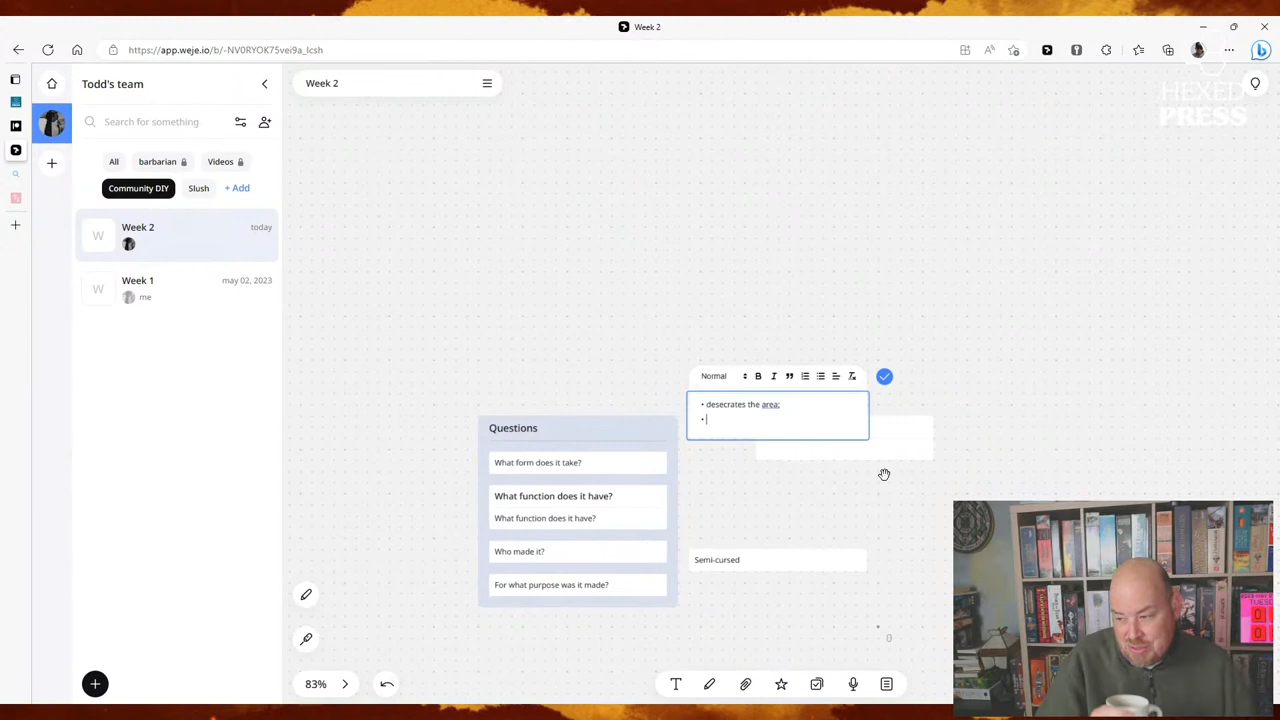 Week 2
https://app.weje.io/b/-NV0RYOK75vei9a_lcsh
Todd's team
Week 2
HEXED
PRESS
Search for something
All
barbarian
Videos
Community DIY
Slush
+ Add
W
Week 2
today
W
Week 1
may 02, 2023
me
Normal
• desecrates the area;
•
Questions
What form does it take?
What function does it have?
What function does it have?
Who made it?
For what purpose was it made?
Semi-cursed
0
83%